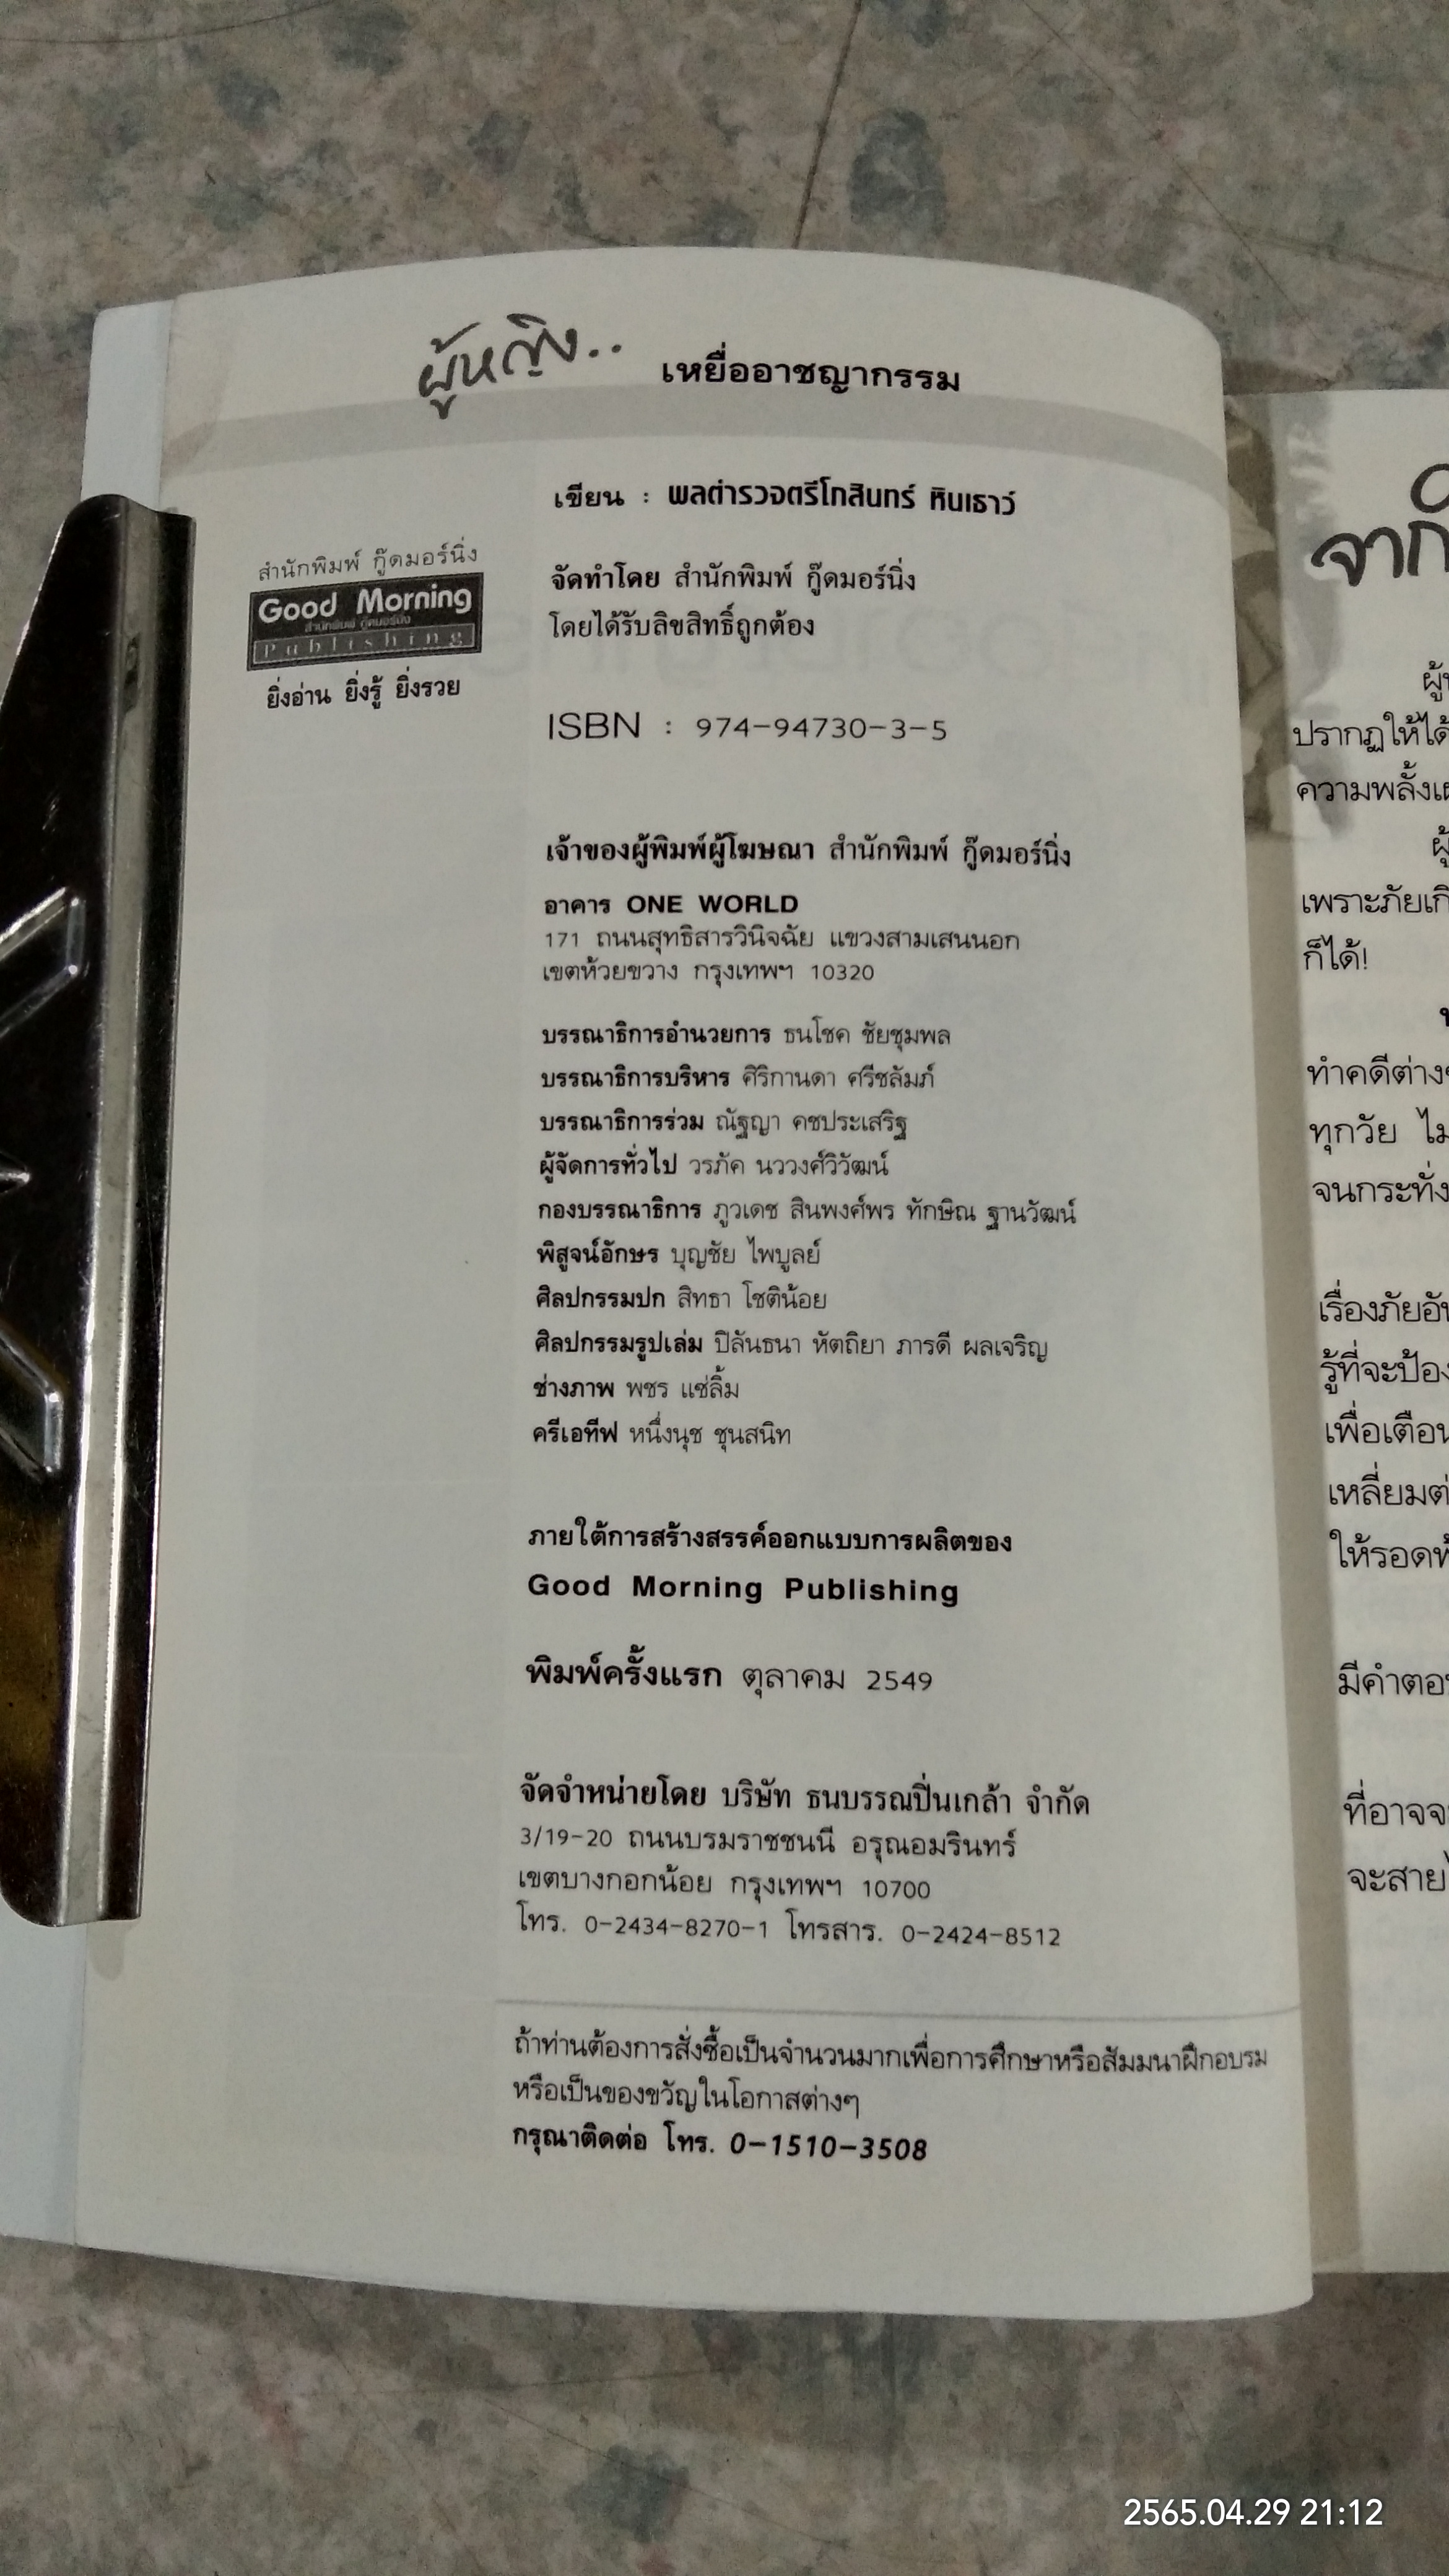 ผู้หญิง.. เหยื่ออาชญากรรม
เขียน : พลตำรวจตรีโกสินทร์ หินเธาว์
สำนักพิมพ์ กู๊ดมอร์นิ่ง
Good Morning
สำนักพิมพ์ กู๊ดมอร์นิ่ง
Publishing
ยิ่งอ่าน ยิ่งรู้ ยิ่งรวย
จัดทำโดย สำนักพิมพ์ กู๊ดมอร์นิ่ง
โดยได้รับลิขสิทธิ์ถูกต้อง
ISBN : 974-94730-3-5
เจ้าของผู้พิมพ์ผู้โฆษณา สำนักพิมพ์ กู๊ดมอร์นิ่ง
อาคาร ONE WORLD
171 ถนนสุทธิสารวินิจฉัย แขวงสามเสนนอก
เขตห้วยขวาง กรุงเทพฯ 10320
บรรณาธิการอำนวยการ ธนโชค ชัยชุมพล
บรรณาธิการบริหาร ศิริกานดา ศรีชลัมภ์
บรรณาธิการร่วม ณัฐญา คชประเสริฐ
ผู้จัดการทั่วไป วรภัค นววงศ์วิวัฒน์
กองบรรณาธิการ ภูวเดช สินพงศ์พร ทักษิณ ฐานวัฒน์
พิสูจน์อักษร บุญชัย ไพบูลย์
ศิลปกรรมปก สิทธา โชติน้อย
ศิลปกรรมรูปเล่ม ปิลันธนา หัตถิยา ภารดี ผลเจริญ
ช่างภาพ พชร แซ่ลิ้ม
ครีเอทีฟ หนึ่งนุช ชุนสนิท
ภายใต้การสร้างสรรค์ออกแบบการผลิตของ
Good Morning Publishing
พิมพ์ครั้งแรก ตุลาคม 2549
จัดจำหน่ายโดย บริษัท ธนบรรณปิ่นเกล้า จำกัด
3/19-20 ถนนบรมราชชนนี อรุณอมรินทร์
เขตบางกอกน้อย กรุงเทพฯ 10700
โทร. 0-2434-8270-1 โทรสาร. 0-2424-8512
ถ้าท่านต้องการสั่งซื้อเป็นจำนวนมากเพื่อการศึกษาหรือสัมมนาฝึกอบรม
หรือเป็นของขวัญในโอกาสต่างๆ
กรุณาติดต่อ โทร. 0-1510-3508
จาก
ปรากฏให้ได้
ความพลั้ง
เพราะภัย
ก็ได้!
ทำคดีต่าง
ทุกวัย
จนกระทั่ง
เรื่องภัย
รู้ที่จะป้อง
เพื่อเตือน
เหลี่ยม
ให้รอด
มีคำตอบ
ที่อาจ
จะสาย
2565.04.29 21:12